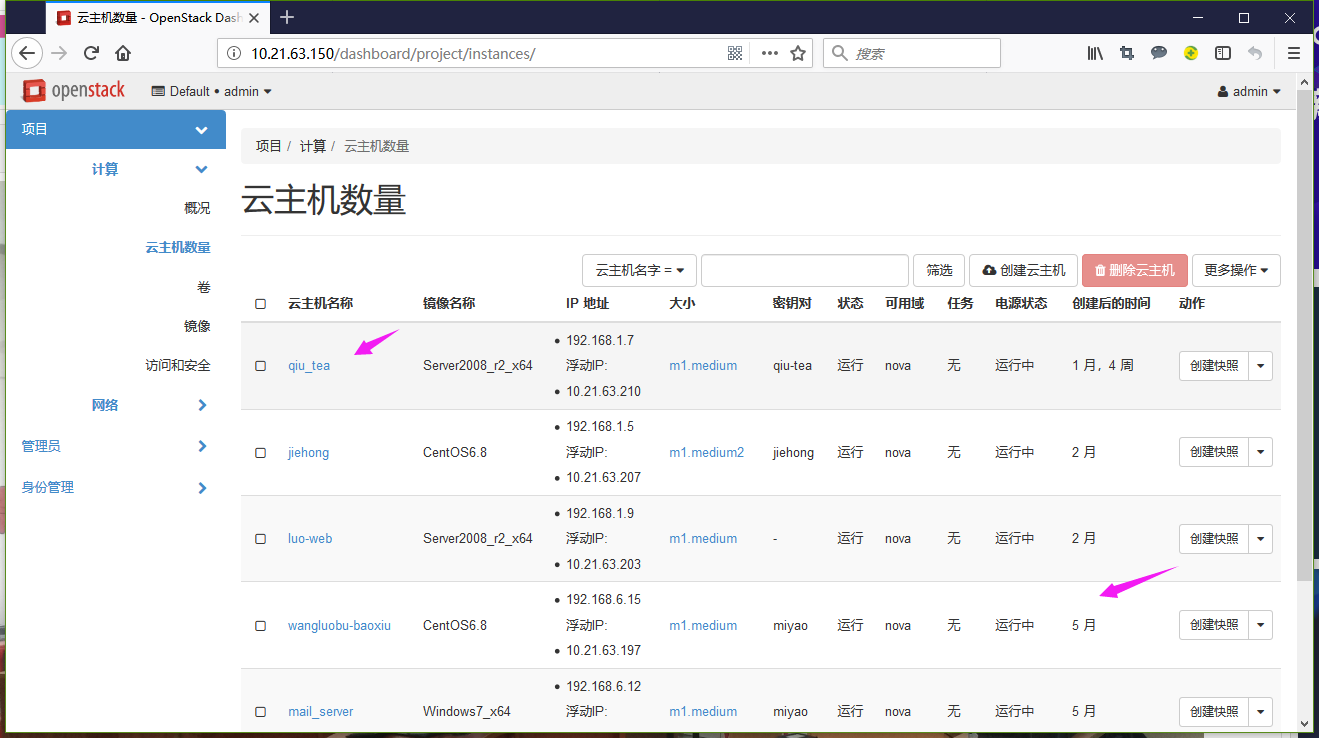 云主机数量 - OpenStack Dash
10.21.63.150/dashboard/project/instances/
搜索
openstack
Default • admin
admin
项目
计算
概况
云主机数量
卷
镜像
访问和安全
网络
管理员
身份管理
项目 / 计算 / 云主机数量
云主机数量
云主机名字 =
筛选
创建云主机
删除云主机
更多操作
云主机名称 镜像名称 IP 地址 大小 密钥对 状态 可用域 任务 电源状态 创建后的时间 动作
192.168.1.7
qiu_tea Server2008_r2_x64 浮动IP: m1.medium qiu-tea 运行 nova 无 运行中 1 月，4 周 创建快照
10.21.63.210
192.168.1.5
jiehong CentOS6.8 浮动IP: m1.medium2 jiehong 运行 nova 无 运行中 2 月 创建快照
10.21.63.207
192.168.1.9
luo-web Server2008_r2_x64 浮动IP: m1.medium - 运行 nova 无 运行中 2 月 创建快照
10.21.63.203
192.168.6.15
wangluobu-baoxiu CentOS6.8 浮动IP: m1.medium miyao 运行 nova 无 运行中 5 月 创建快照
10.21.63.197
192.168.6.12
mail_server Windows7_x64 浮动IP: m1.medium miyao 运行 nova 无 运行中 5 月 创建快照